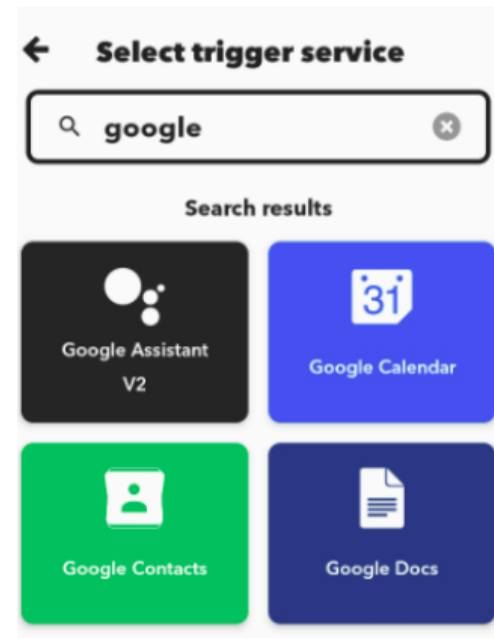 Select trigger service
google
Search results
Google Assistant
V2
31
Google Calendar
Google Contacts
Google Docs